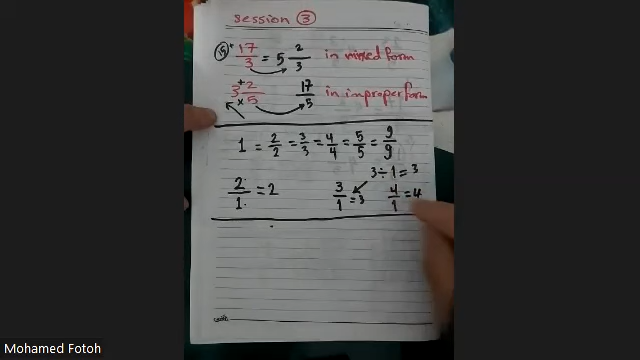 Session ③
17/3 = 5 2/3 in mixed form
3 2/5 17/5 in improper form
+
×
1 = 2/2 = 3/3 = 4/4 = 5/5 = 9/9
3 ÷ 1 = 3
2/1 = 2 3/1 = 3 4/1 = 4
Mohamed Fotoh